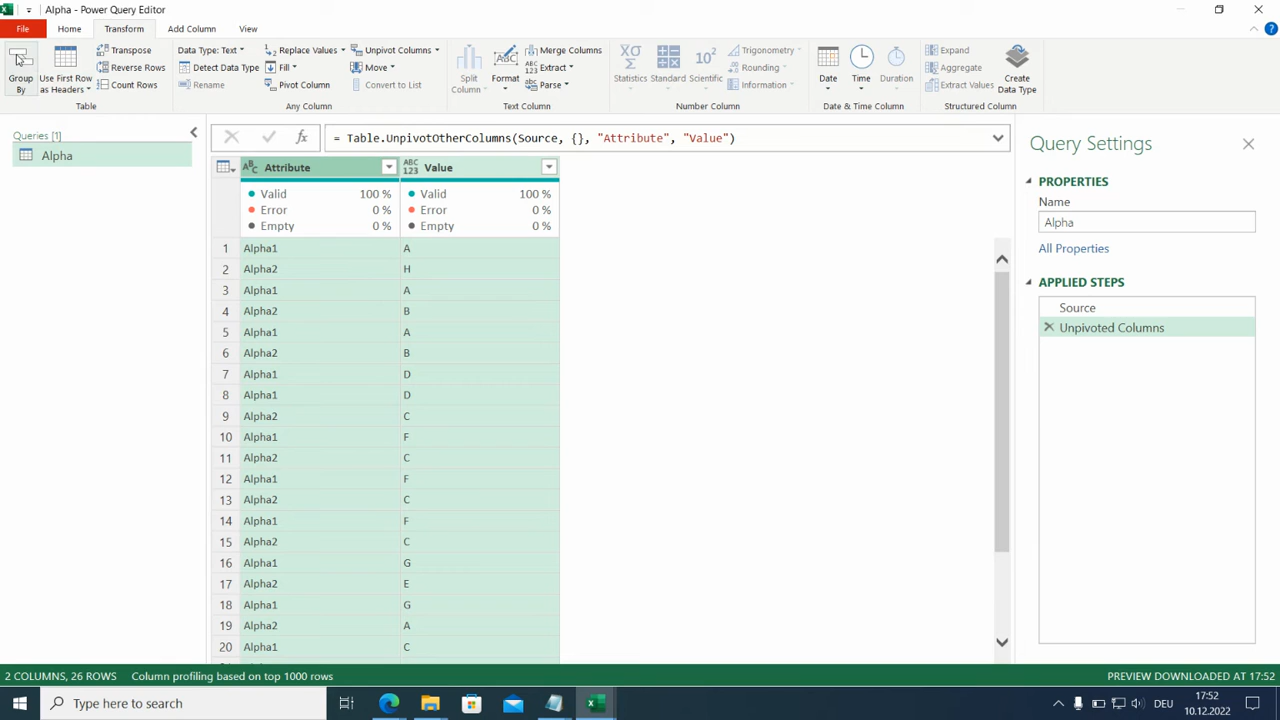 Alpha - Power Query Editor
File Home Transform Add Column View
Group By
Use First Row as Headers
Transpose
Reverse Rows
Count Rows
Table
Data Type: Text
Detect Data Type
Rename
Replace Values
Fill
Pivot Column
Unpivot Columns
Move
Convert to List
Any Column
Split Column
Format
Merge Columns
Extract
Parse
Text Column
Statistics
Standard
Scientific
Trigonometry
Rounding
Information
Number Column
Date
Time
Duration
Date & Time Column
Expand
Aggregate
Extract Values
Create Data Type
Structured Column
Queries [1]
Alpha
= Table.UnpivotOtherColumns(Source, {}, "Attribute", "Value")
Attribute Value
Valid 100 % Valid 100 %
Error 0 % Error 0 %
Empty 0 % Empty 0 %
1 Alpha1 A
2 Alpha2 H
3 Alpha1 A
4 Alpha2 B
5 Alpha1 A
6 Alpha2 B
7 Alpha1 D
8 Alpha1 D
9 Alpha2 C
10 Alpha1 F
11 Alpha2 C
12 Alpha1 F
13 Alpha2 C
14 Alpha1 F
15 Alpha2 C
16 Alpha1 G
17 Alpha2 E
18 Alpha1 G
19 Alpha2 A
20 Alpha1 C
Query Settings
PROPERTIES
Name
Alpha
All Properties
APPLIED STEPS
Source
Unpivoted Columns
2 COLUMNS, 26 ROWS Column profiling based on top 1000 rows PREVIEW DOWNLOADED AT 17:52
Type here to search
DEU
17:52
10.12.2022